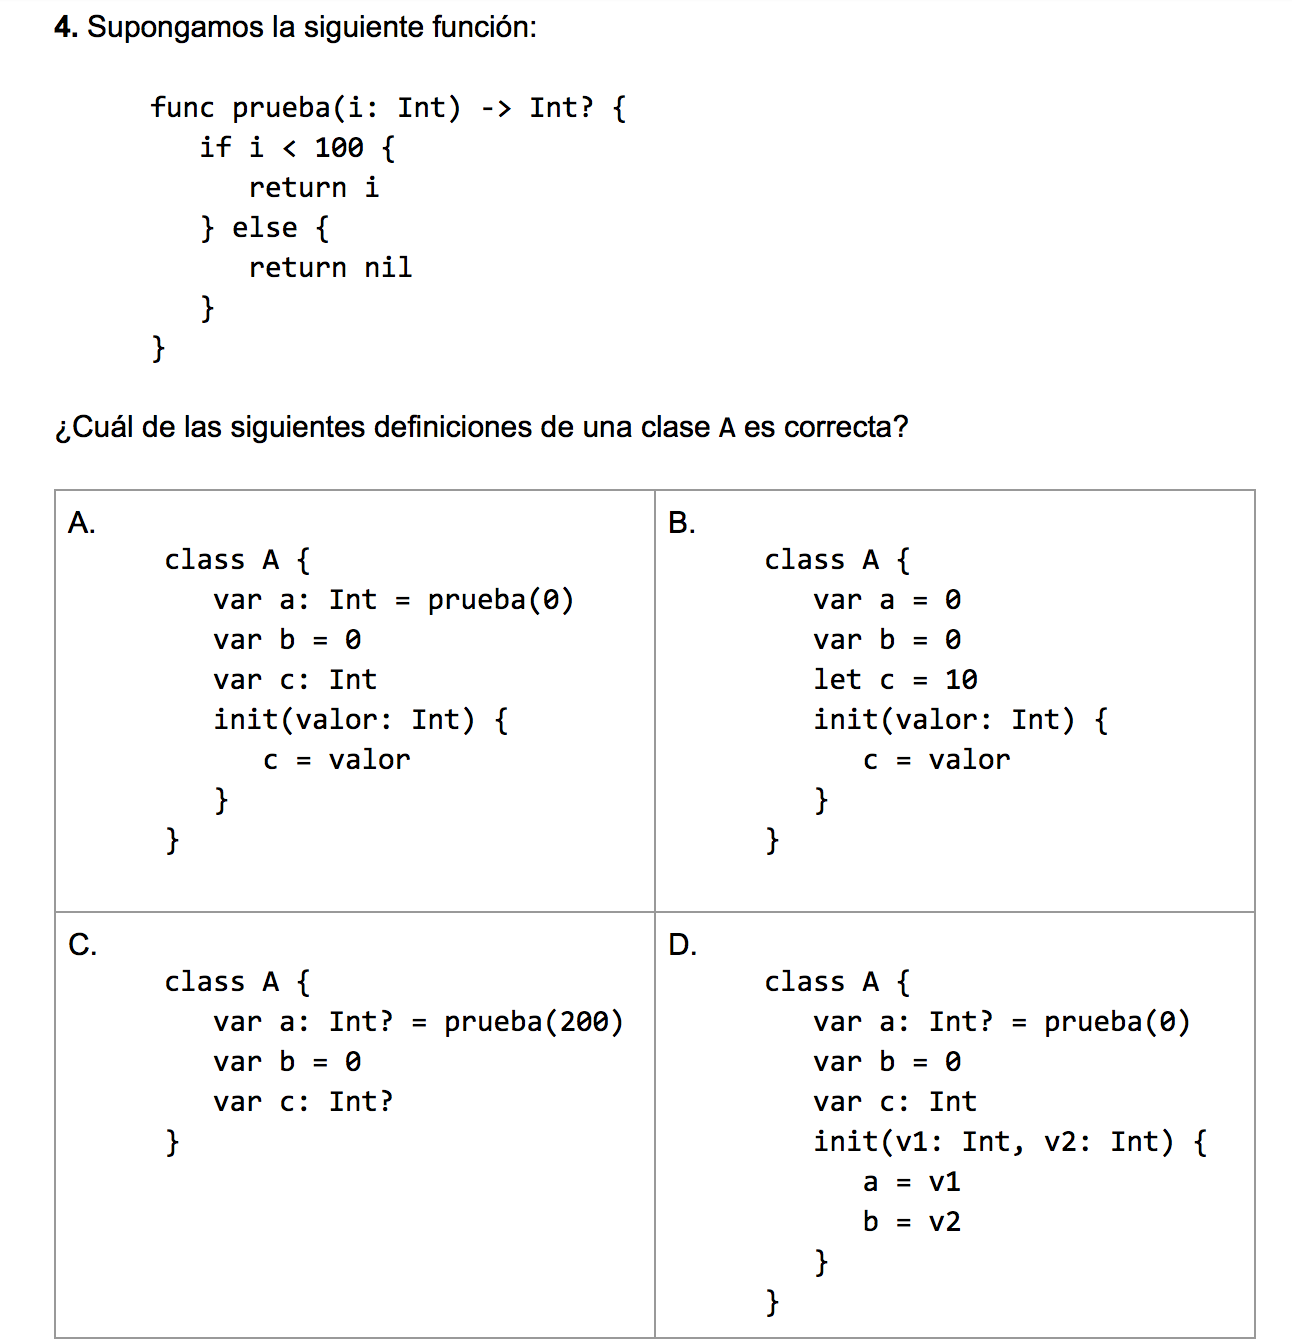 4. Supongamos la siguiente función:
func prueba(i: Int) -> Int? {
   if i < 100 {
      return i
   } else {
      return nil
   }
}
¿Cuál de las siguientes definiciones de una clase A es correcta?
A.
class A {
   var a: Int = prueba(0)
   var b = 0
   var c: Int
   init(valor: Int) {
      c = valor
   }
}
B.
class A {
   var a = 0
   var b = 0
   let c = 10
   init(valor: Int) {
      c = valor
   }
}
C.
class A {
   var a: Int? = prueba(200)
   var b = 0
   var c: Int?
}
D.
class A {
   var a: Int? = prueba(0)
   var b = 0
   var c: Int
   init(v1: Int, v2: Int) {
      a = v1
      b = v2
   }
}